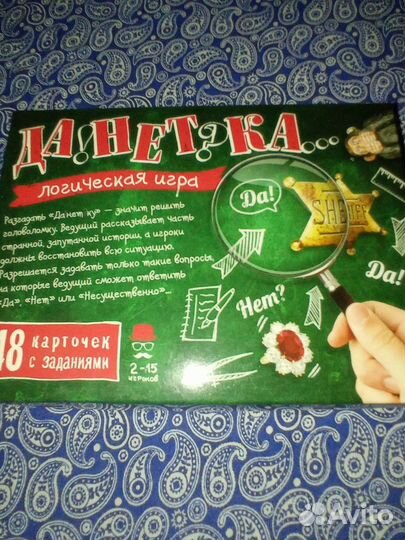 ДА!НЕТ?КА...
ЛОГИЧЕСКАЯ ИГРА
Разгадать «Данетку» — значит решить
головоломку. Ведущий рассказывает часть
странной, запутанной истории, а игроки
должны восстановить всю ситуацию.
Разрешается задавать только такие вопросы,
на которые ведущий сможет ответить
«Да», «Нет» или «Несущественно»...
Да!
SHERIFF
Да!
Нет?
48 карточек
с заданиями
2-15
игроков
Avito